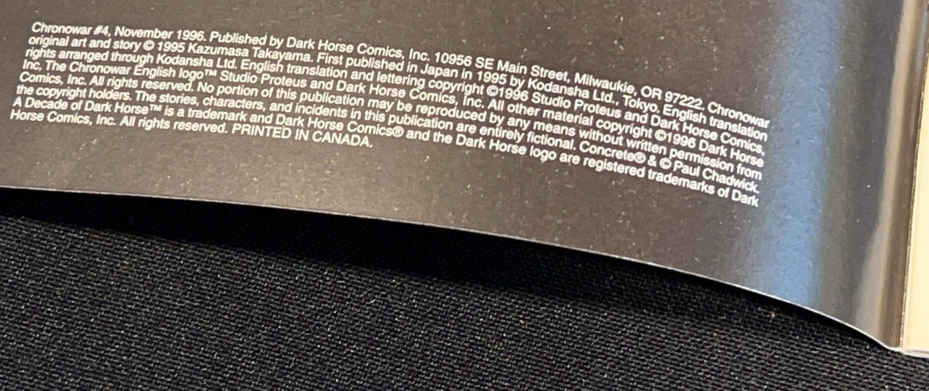 Chronowar #4, November 1996. Published by Dark Horse Comics, Inc. 10956 SE Main Street, Milwaukie, OR 97222. Chronowar
original art and story © 1995 Kazumasa Takayama. First published in Japan in 1995 by Kodansha Ltd., Tokyo. English translation
rights arranged through Kodansha Ltd. English translation and lettering copyright ©1996 Studio Proteus and Dark Horse Comics,
Inc. The Chronowar English logo™ Studio Proteus and Dark Horse Comics, Inc. All other material copyright ©1996 Dark Horse
Comics, Inc. All rights reserved. No portion of this publication may be reproduced by any means without written permission from
the copyright holders. The stories, characters, and incidents in this publication are entirely fictional. Concrete® & © Paul Chadwick.
A Decade of Dark Horse™ is a trademark and Dark Horse Comics® and the Dark Horse logo are registered trademarks of Dark
Horse Comics, Inc. All rights reserved. PRINTED IN CANADA.